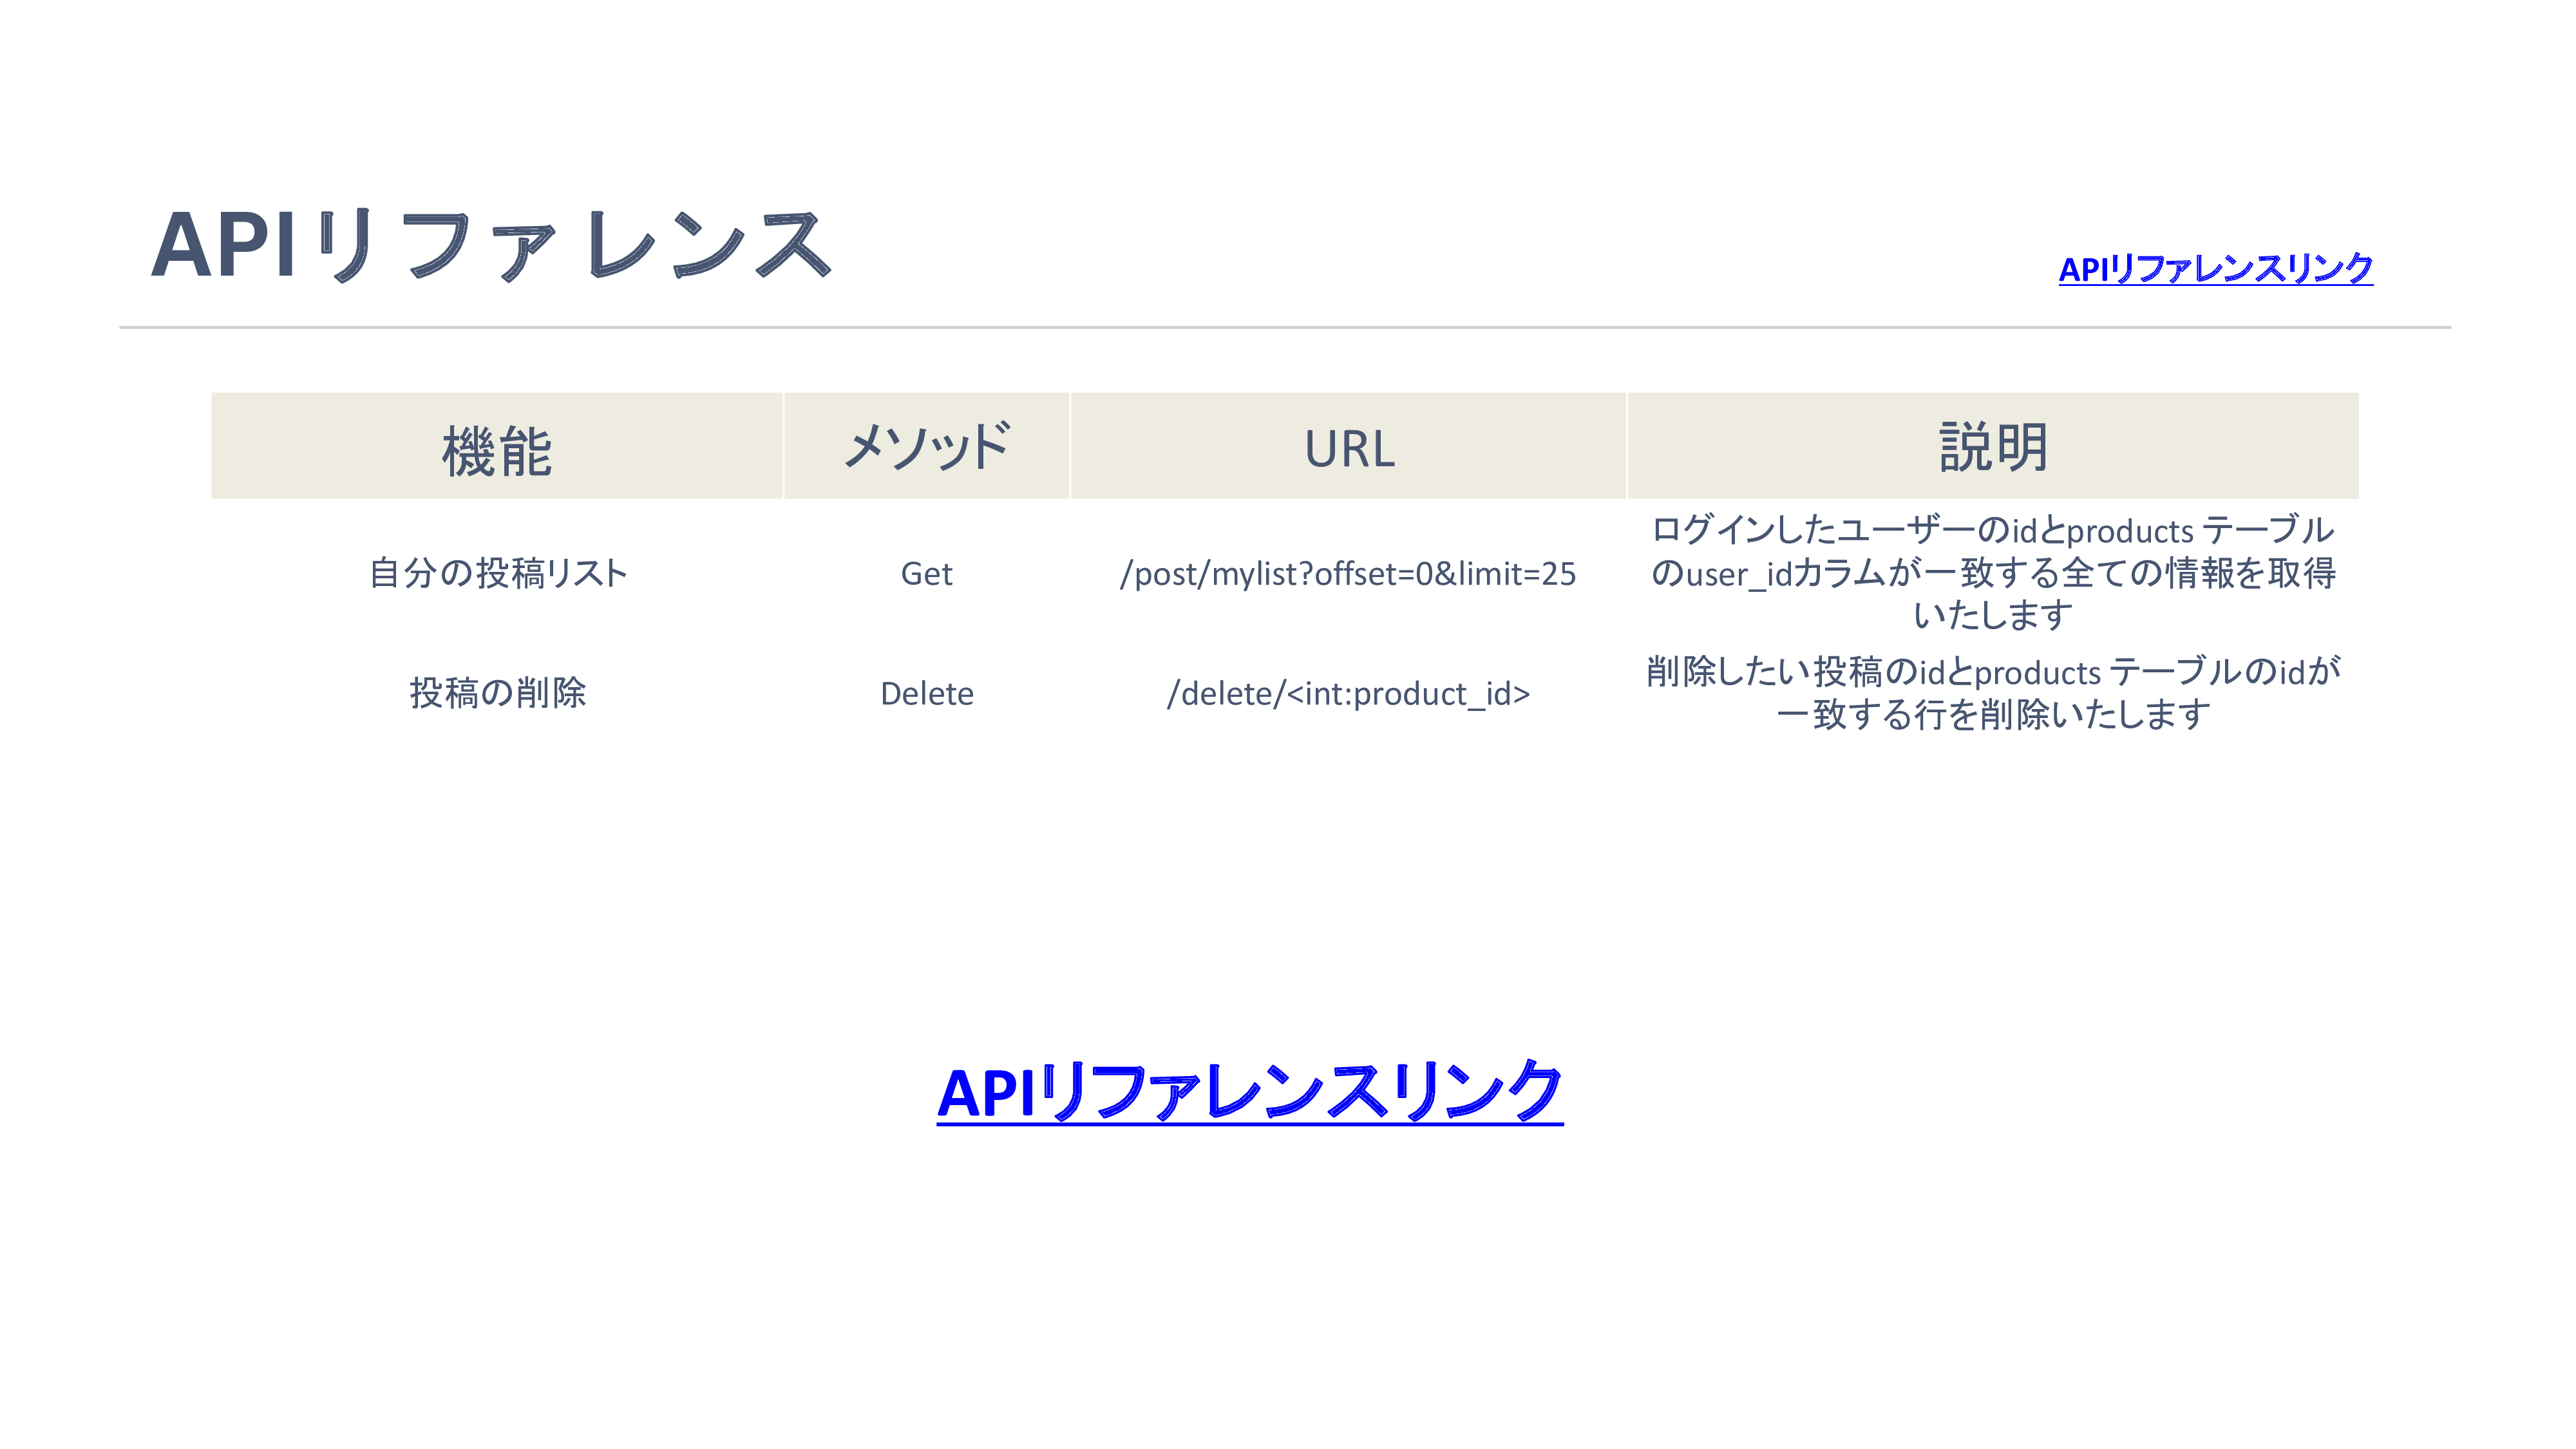 APIリファレンス
APIリファレンスリンク
機能 メソッド URL 説明
自分の投稿リスト Get /post/mylist?offset=0&limit=25 ログインしたユーザーのidとproducts テーブル
のuser_idカラムが一致する全ての情報を取得
いたします
投稿の削除 Delete /delete/<int:product_id> 削除したい投稿のidとproducts テーブルのidが
一致する行を削除いたします
APIリファレンスリンク